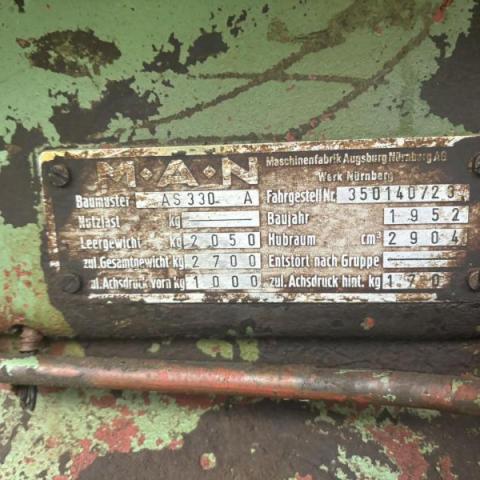 M·A·N
Maschinenfabrik Augsburg Nürnberg AG
Werk Nürnberg
Baumuster AS 330 A
Fahrgestell Nr. 350140/234
Nutzlast kg —
Baujahr 1952
Leergewicht kg 2050
Hubraum cm³ 2904
zul. Gesamtgewicht kg 2700
Entstört nach Gruppe —
zul. Achsdruck vorn kg 1000
zul. Achsdruck hint. kg